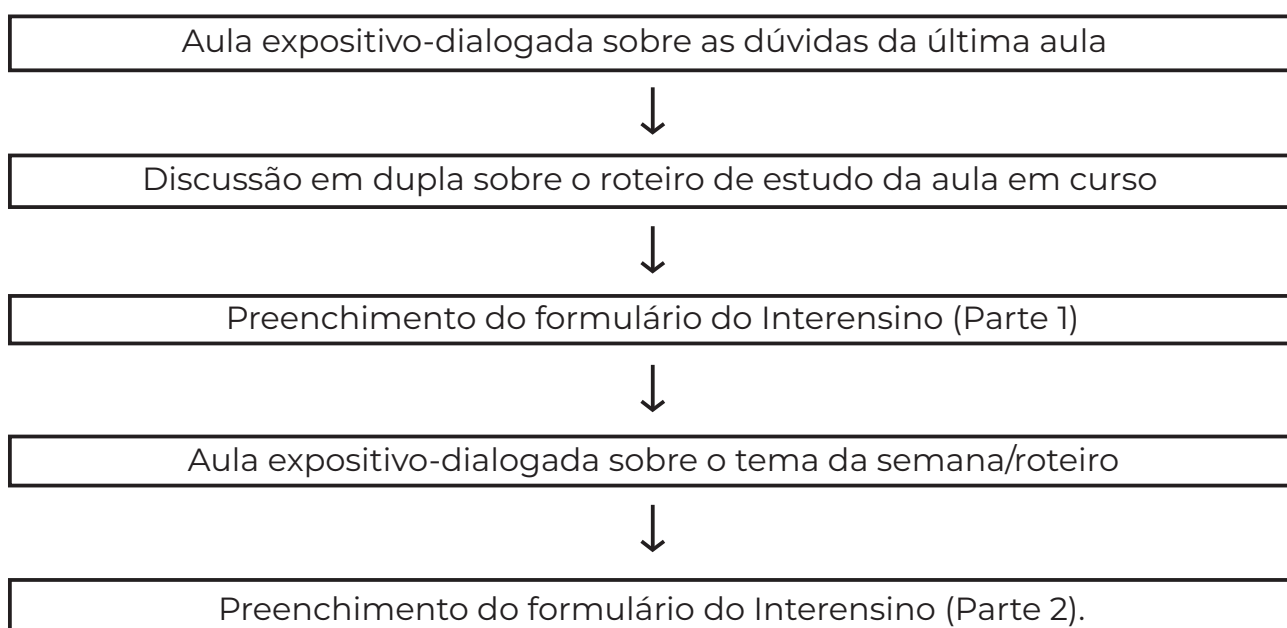 Aula expositivo-dialogada sobre as dúvidas da última aula
Discussão em dupla sobre o roteiro de estudo da aula em curso
Preenchimento do formulário do Interensino (Parte 1)
Aula expositivo-dialogada sobre o tema da semana/roteiro
Preenchimento do formulário do Interensino (Parte 2).